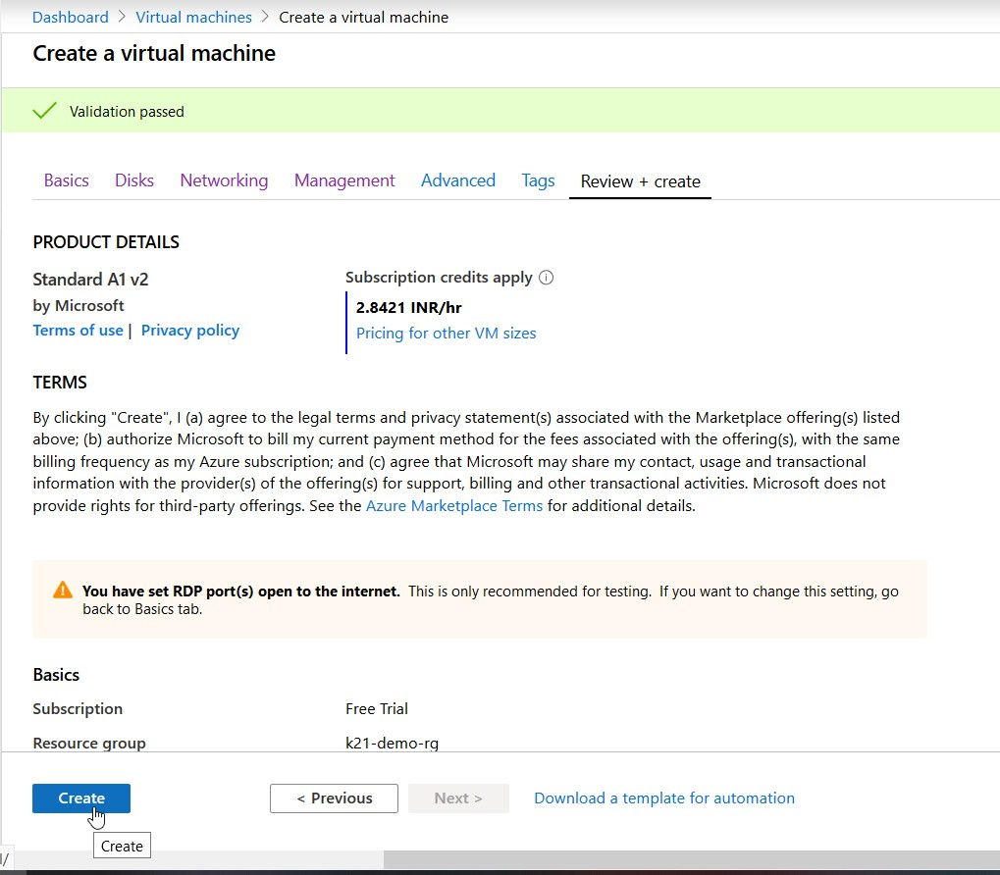 Dashboard > Virtual machines > Create a virtual machine
Create a virtual machine
Validation passed
Basics Disks Networking Management Advanced Tags Review + create
PRODUCT DETAILS
Standard A1 v2
by Microsoft
Terms of use | Privacy policy
Subscription credits apply
2.8421 INR/hr
Pricing for other VM sizes
TERMS
By clicking "Create", I (a) agree to the legal terms and privacy statement(s) associated with the Marketplace offering(s) listed
above; (b) authorize Microsoft to bill my current payment method for the fees associated with the offering(s), with the same
billing frequency as my Azure subscription; and (c) agree that Microsoft may share my contact, usage and transactional
information with the provider(s) of the offering(s) for support, billing and other transactional activities. Microsoft does not
provide rights for third-party offerings. See the Azure Marketplace Terms for additional details.
You have set RDP port(s) open to the internet. This is only recommended for testing. If you want to change this setting, go
back to Basics tab.
Basics
Subscription Free Trial
Resource group k21-demo-rg
Create < Previous Next > Download a template for automation
Create